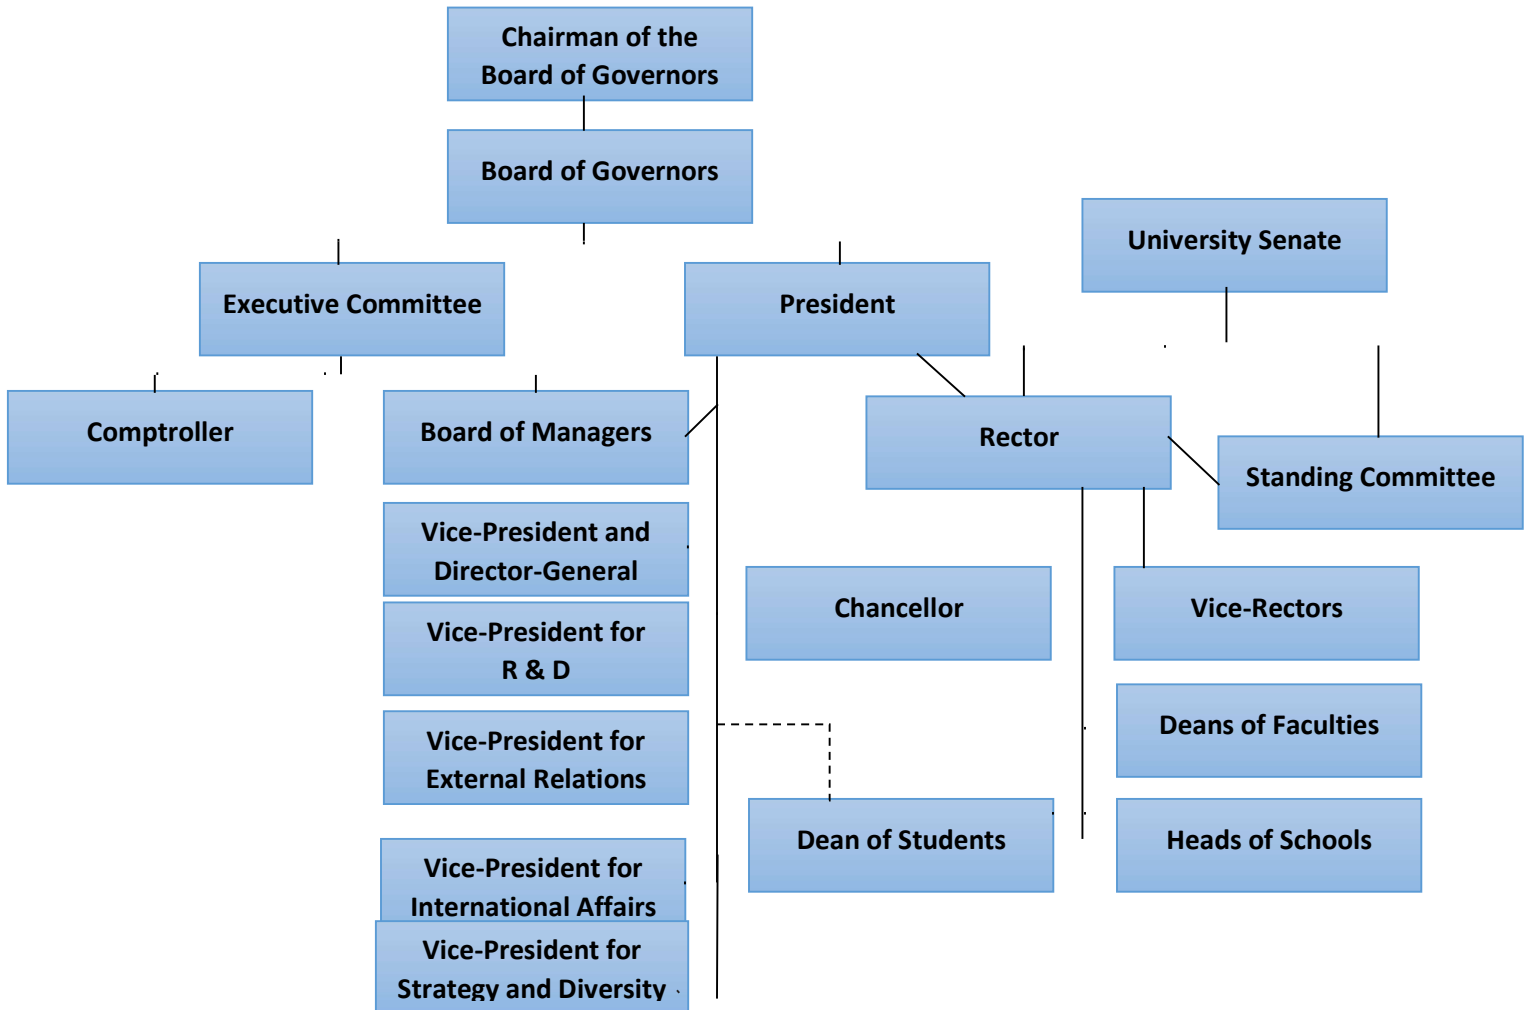 Chairman of the
Board of Governors
Board of Governors
University Senate
Executive Committee
President
Comptroller
Board of Managers
Rector
Standing Committee
Vice-President and
Director-General
Chancellor
Vice-Rectors
Vice-President for
R & D
Deans of Faculties
Vice-President for
External Relations
Dean of Students
Heads of Schools
Vice-President for
International Affairs
Vice-President for
Strategy and Diversity